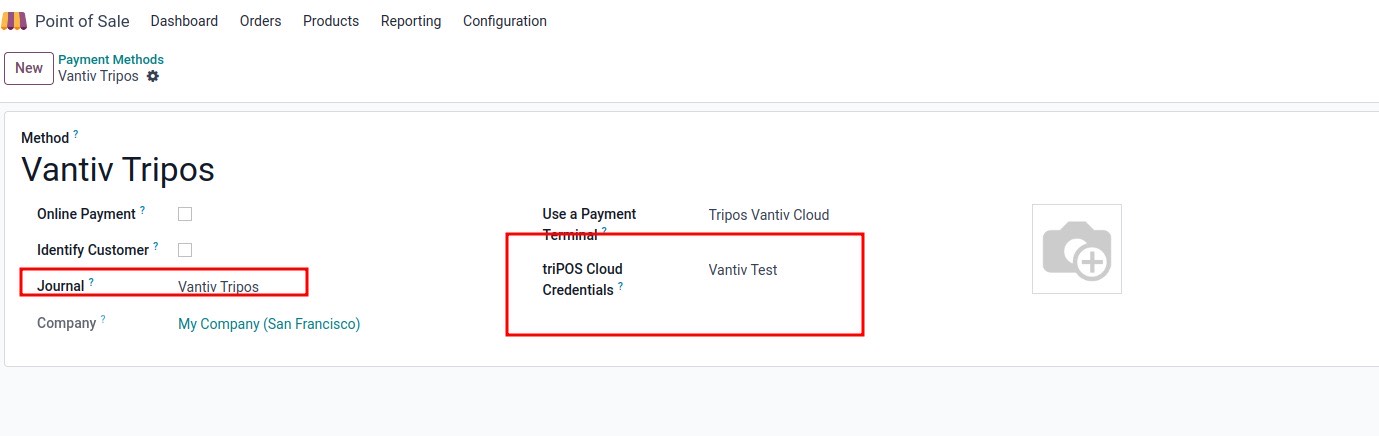 Point of Sale Dashboard Orders Products Reporting Configuration
New
Payment Methods
Vantiv Tripos
Method ?
Vantiv Tripos
Online Payment ?
Identify Customer ?
Journal ? Vantiv Tripos
Company ? My Company (San Francisco)
Use a Payment Terminal ? Tripos Vantiv Cloud
triPOS Cloud Credentials ? Vantiv Test